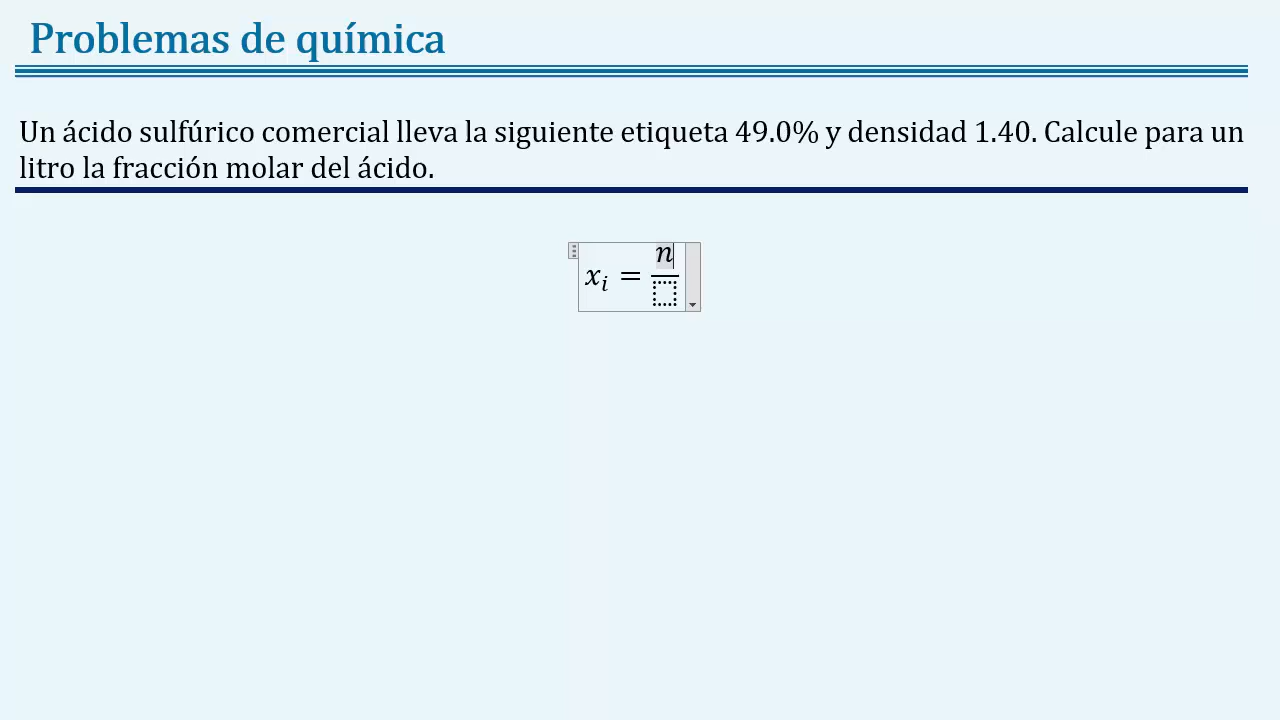 Problemas de química
Un ácido sulfúrico comercial lleva la siguiente etiqueta 49.0% y densidad 1.40. Calcule para un
litro la fracción molar del ácido.
n
xᵢ =